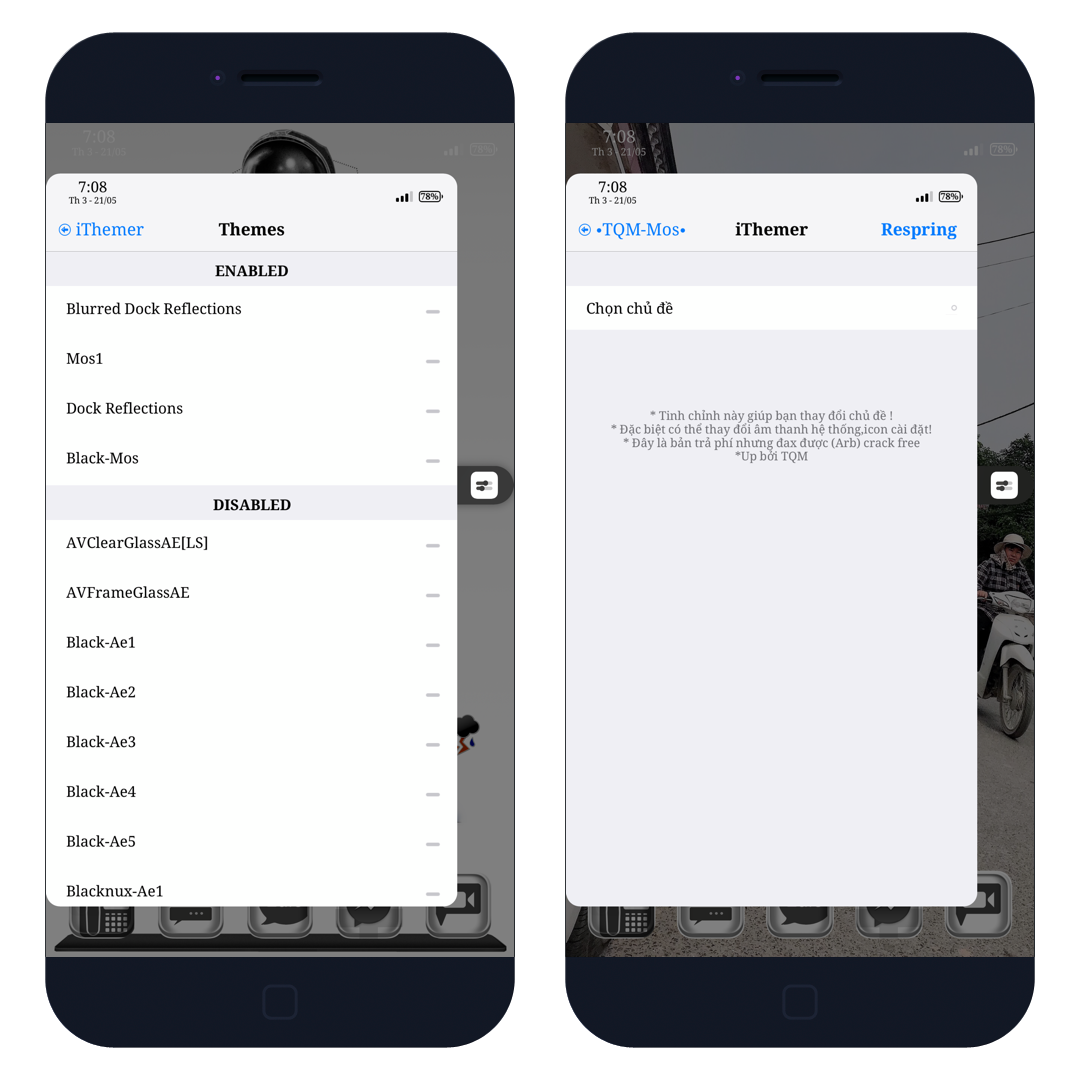 7:08
Th 3 - 21/05
78%
7:08
Th 3 - 21/05
78%
iThemer
Themes
ENABLED
Blurred Dock Reflections
Mos1
Dock Reflections
Black-Mos
DISABLED
AVClearGlassAE[LS]
AVFrameGlassAE
Black-Ae1
Black-Ae2
Black-Ae3
Black-Ae4
Black-Ae5
Blacknux-Ae1
7:08
Th 3 - 21/05
78%
7:08
Th 3 - 21/05
78%
•TQM-Mos•
iThemer
Respring
Chọn chủ đề
* Tinh chỉnh này giúp bạn thay đổi chủ đề !
* Đặc biệt có thể thay đổi âm thanh hệ thống,icon cài đặt!
* Đây là bản trả phí nhưng đax được (Arb) crack free
*Up bởi TQM